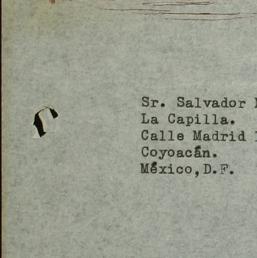 Sr. Salvador
La Capilla.
Calle Madrid
Coyoacán.
México, D.F.